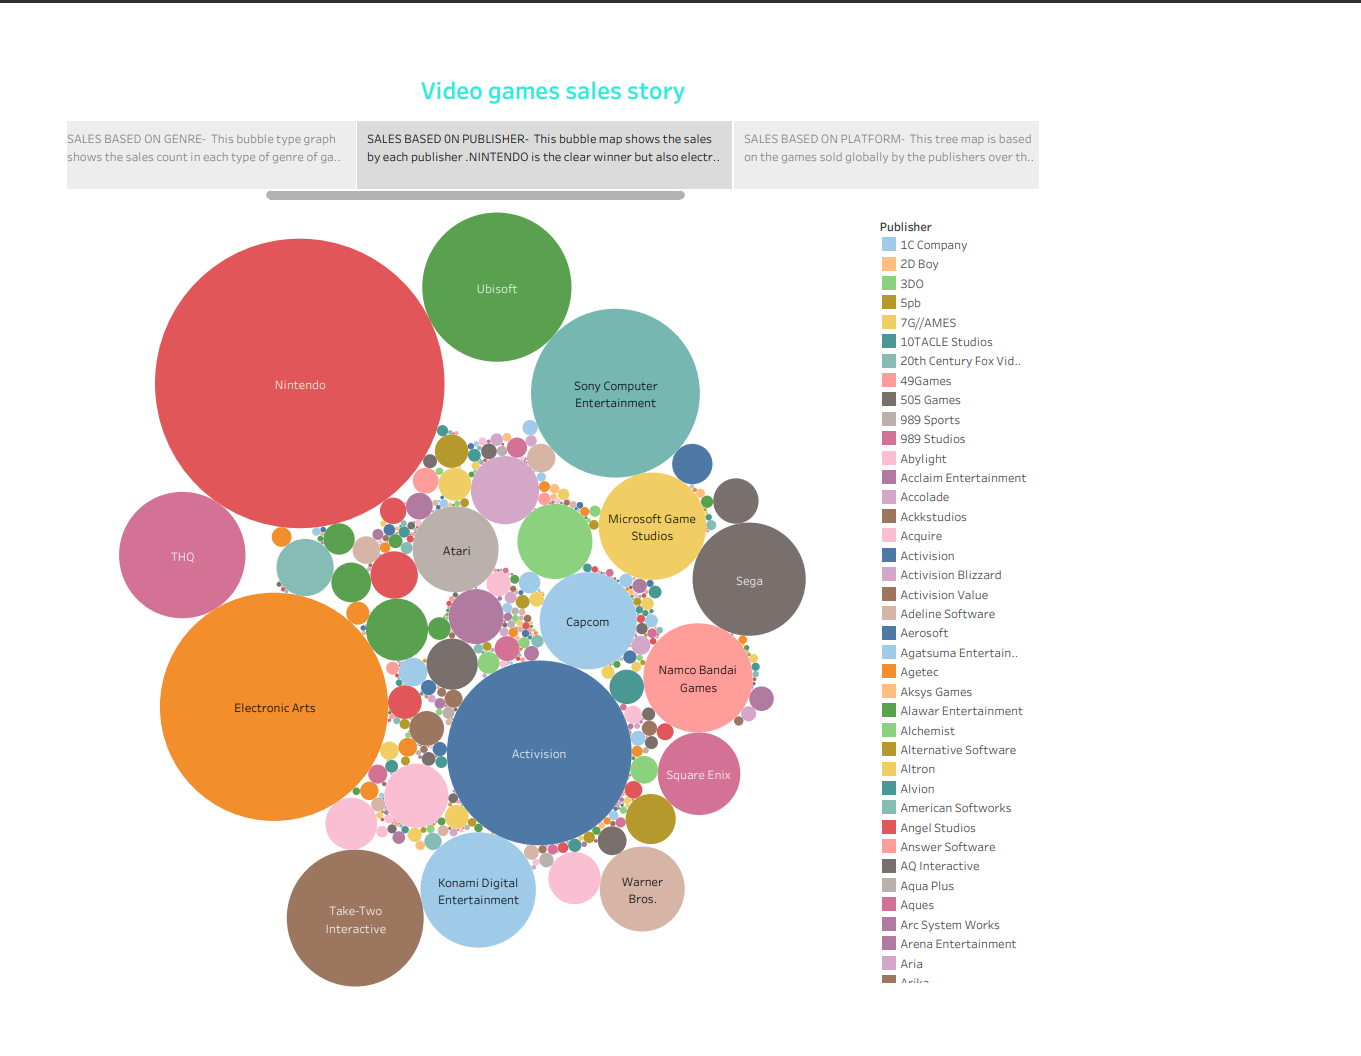 Video games sales story
SALES BASED ON GENRE-  This bubble type graph
shows the sales count in each type of genre of ga..
SALES BASED 0N PUBLISHER-  This bubble map shows the sales
by each publisher .NINTENDO is the clear winner but also electr..
SALES BASED ON PLATFORM-  This tree map is based
on the games sold globally by the publishers over th..
Ubisoft
Nintendo
Sony Computer
Entertainment
Microsoft Game
Studios
THQ
Atari
Sega
Capcom
Namco Bandai
Games
Electronic Arts
Activision
Square Enix
Konami Digital
Entertainment
Warner
Bros.
Take-Two
Interactive
Publisher
1C Company
2D Boy
3DO
5pb
7G//AMES
10TACLE Studios
20th Century Fox Vid..
49Games
505 Games
989 Sports
989 Studios
Abylight
Acclaim Entertainment
Accolade
Ackkstudios
Acquire
Activision
Activision Blizzard
Activision Value
Adeline Software
Aerosoft
Agatsuma Entertain..
Agetec
Aksys Games
Alawar Entertainment
Alchemist
Alternative Software
Altron
Alvion
American Softworks
Angel Studios
Answer Software
AQ Interactive
Aqua Plus
Aques
Arc System Works
Arena Entertainment
Aria
Arika